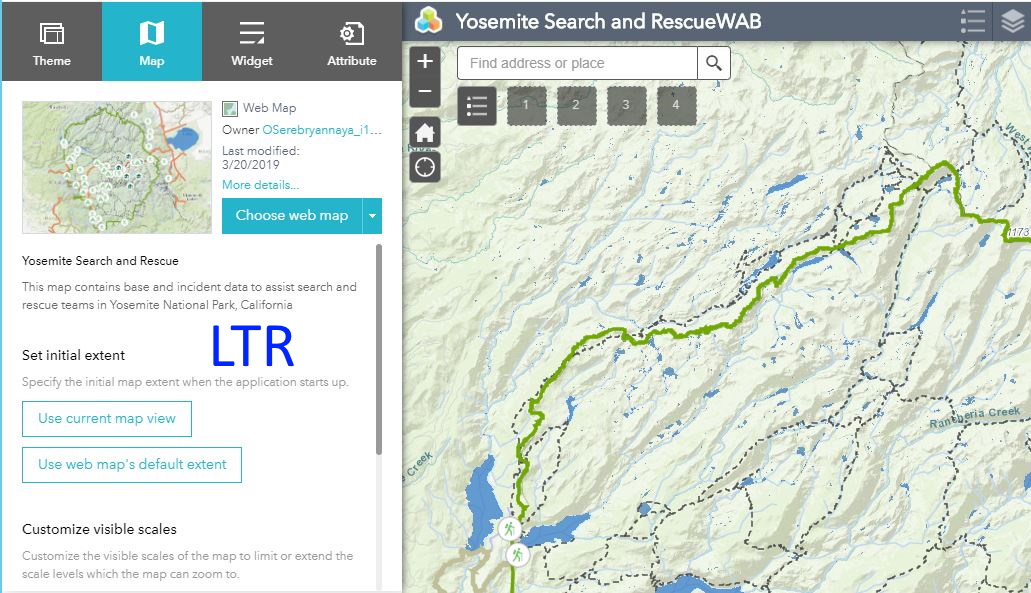 Theme
Map
Widget
Attribute
Yosemite Search and RescueWAB
Web Map
Owner OSerebryannaya_i1...
Last modified:
3/20/2019
More details...
Choose web map
Yosemite Search and Rescue
This map contains base and incident data to assist search and
rescue teams in Yosemite National Park, California
LTR
Set initial extent
Specify the initial map extent when the application starts up.
Use current map view
Use web map's default extent
Customize visible scales
Customize the visible scales of the map to limit or extend the
scale levels which the map can zoom to.
+
Find address or place
−
1
2
3
4
1173
Rancheria Creek
Creek